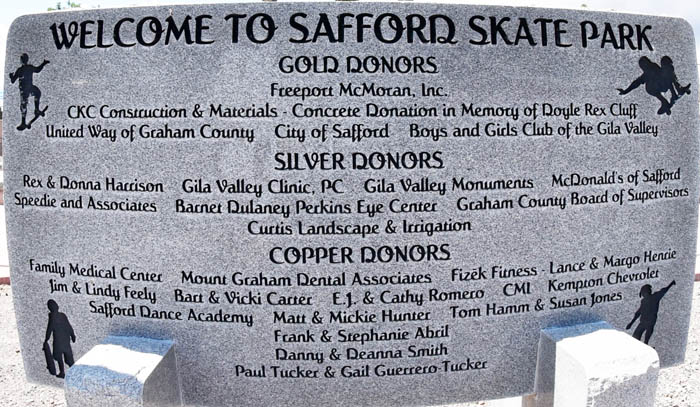 WELCOME TO SAFFORD SKATE PARK
GOLD DONORS
Freeport McMoran, Inc.
CKC Construction & Materials - Concrete Donation in Memory of Doyle Rex Cluff
United Way of Graham County City of Safford Boys and Girls Club of the Gila Valley
SILVER DONORS
Rex & Donna Harrison Gila Valley Clinic, PC Gila Valley Monuments McDonald's of Safford
Speedie and Associates Barnet Dulaney Perkins Eye Center Graham County Board of Supervisors
Curtis Landscape & Irrigation
COPPER DONORS
Family Medical Center Mount Graham Dental Associates Fizék Fitness - Lance & Margo Henrie
Jim & Lindy Feely Bart & Vicki Carter E.J. & Cathy Romero CMI Kempton Chevrolet
Safford Dance Academy Matt & Mickie Hunter Tom Hamm & Susan Jones
Frank & Stephanie Abril
Danny & Deanna Smith
Paul Tucker & Gail Guerrero-Tucker